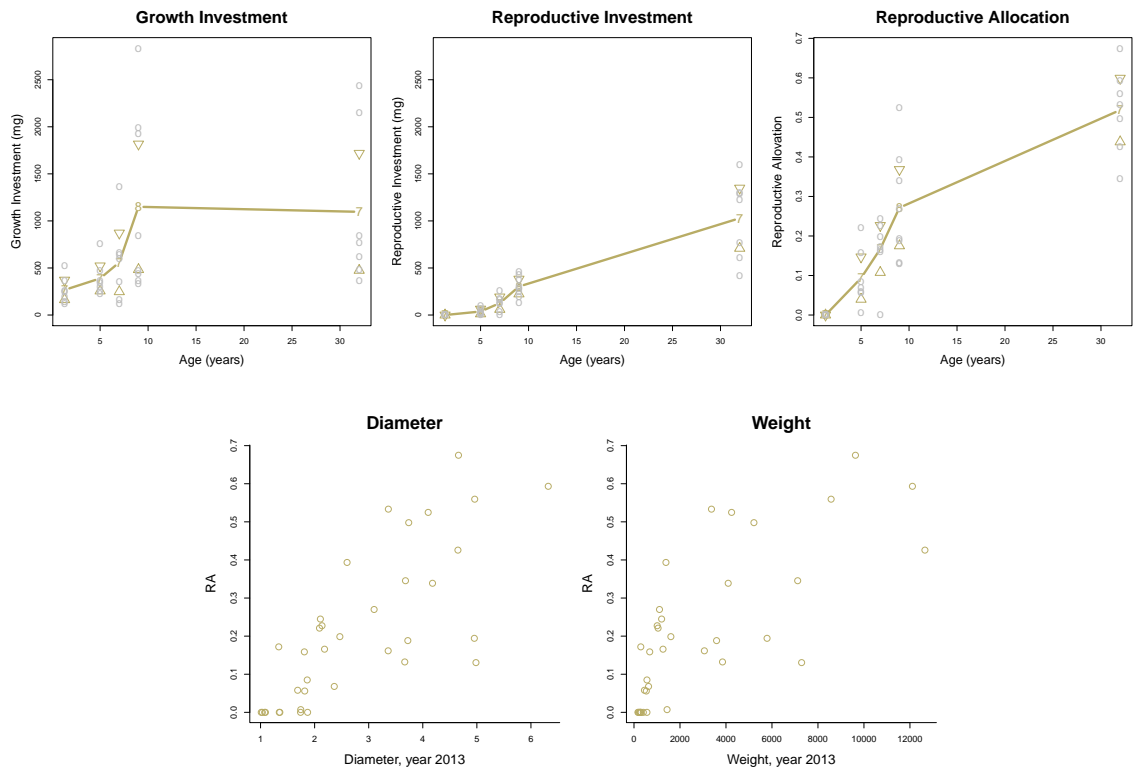 Growth Investment
Growth Investment (mg)
0 500 1000 1500 2000 2500
5 10 15 20 25 30
Age (years)
8
7
7
7
Reproductive Investment
Reproductive Investment (mg)
0 500 1000 1500 2000 2500
5 10 15 20 25 30
Age (years)
7
Reproductive Allocation
Reproductive Allovation
0.0 0.1 0.2 0.3 0.4 0.5 0.6 0.7
5 10 15 20 25 30
Age (years)
7
7
Diameter
RA
0.0 0.1 0.2 0.3 0.4 0.5 0.6 0.7
1 2 3 4 5 6
Diameter, year 2013
Weight
RA
0.0 0.1 0.2 0.3 0.4 0.5 0.6 0.7
0 2000 4000 6000 8000 10000 12000
Weight, year 2013